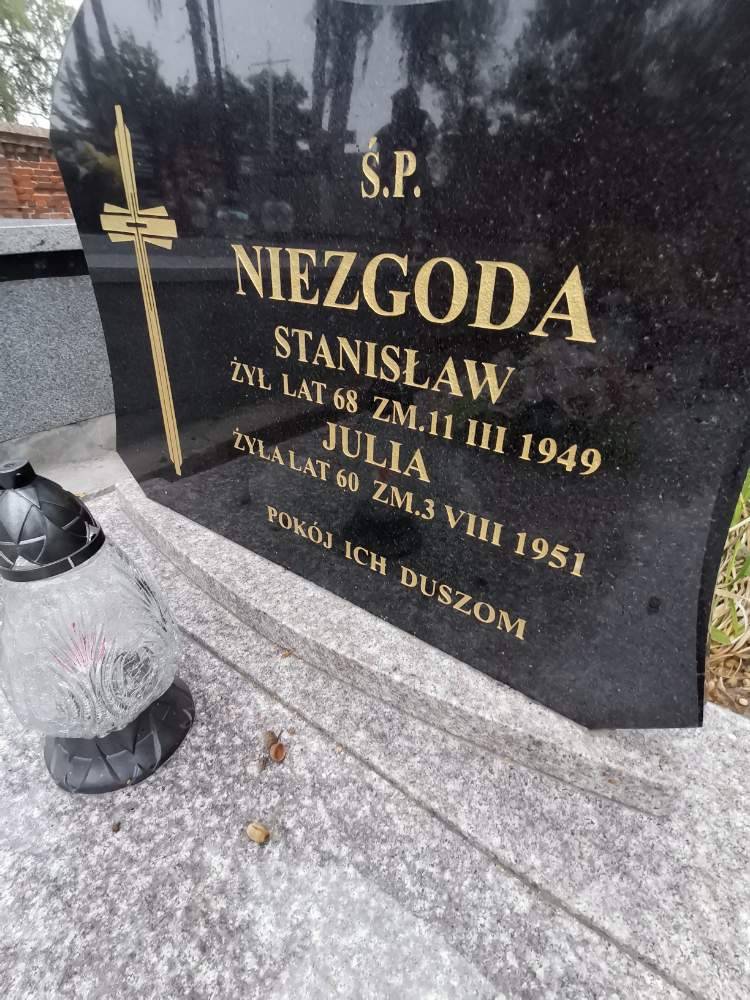 Ś.P.
NIEZGODA
STANISŁAW
ŻYŁ LAT 68 ZM.11 III 1949
JULIA
ŻYŁA LAT 60 ZM.3 VIII 1951
POKÓJ ICH DUSZOM